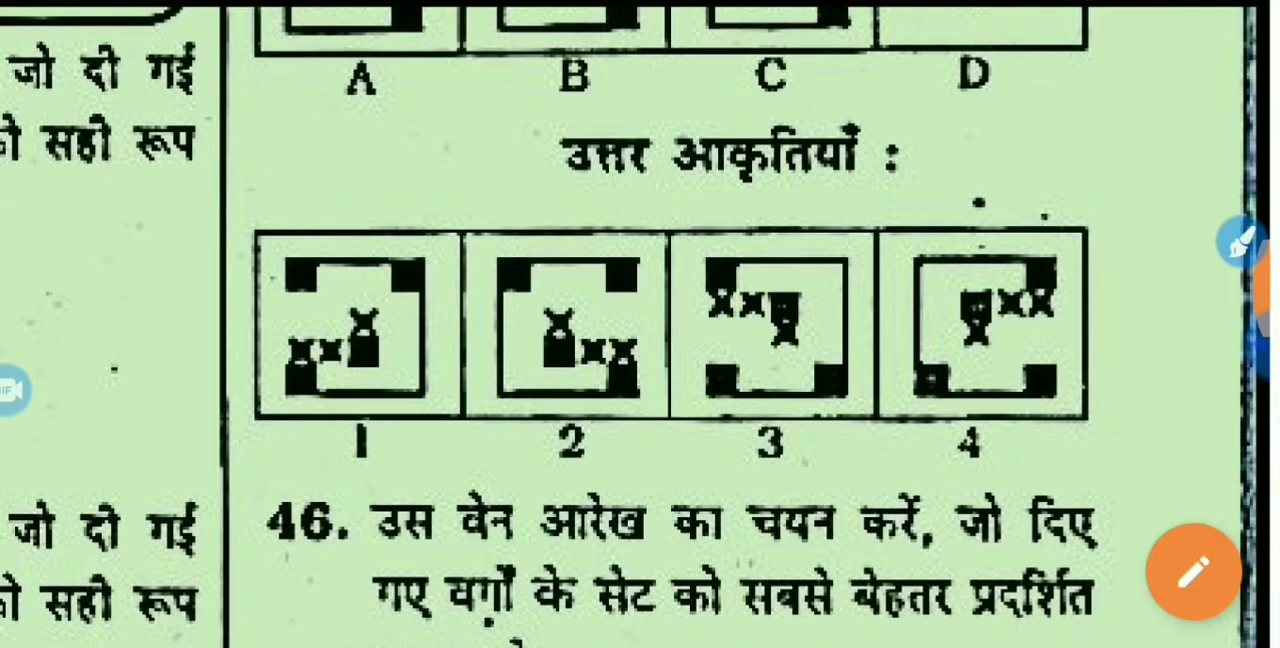 जो दी गई
सही रूप
A B C D
उत्तर आकृतियाँ :
1 2 3 4
जो दी गई
सही रूप
46. उस वेन आरेख का चयन करें, जो दिए
गए वर्गों के सेट को सबसे बेहतर प्रदर्शित